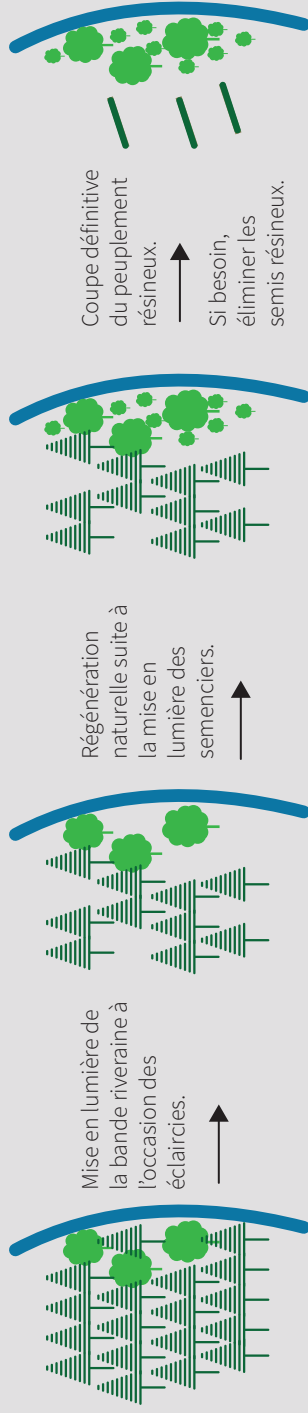 Mise en lumière de
la bande riveraine à
l'occasion des
éclaircies.
Régénération
naturelle suite à
la mise en
lumière des
semenciers.
Coupe définitive
du peuplement
résineux.
Si besoin,
éliminer les
semis résineux.